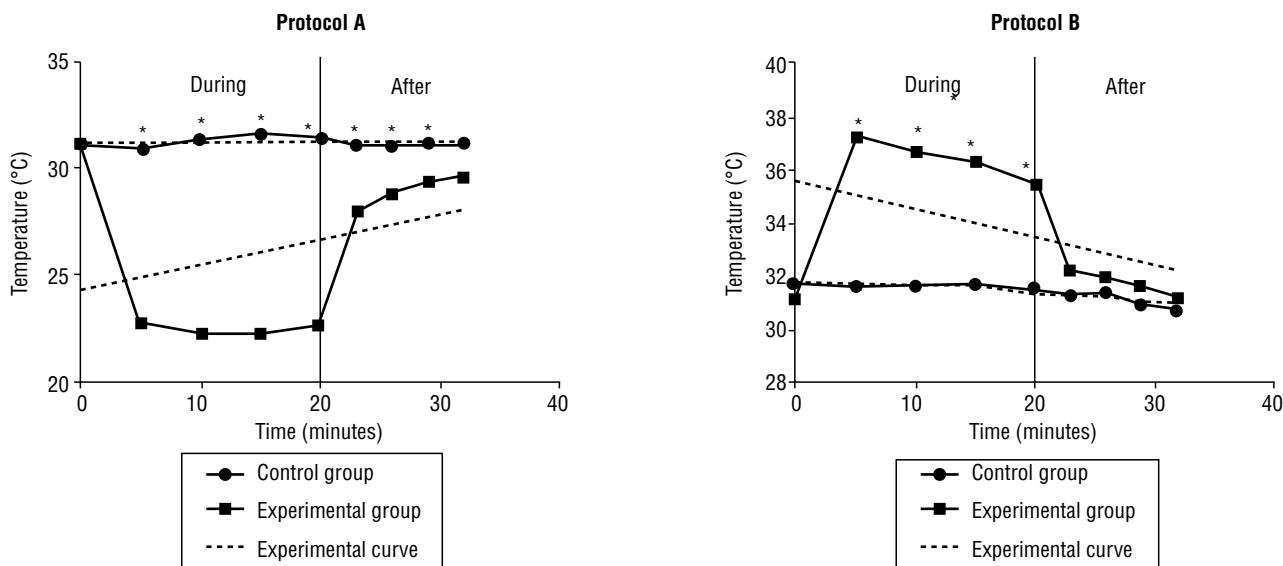 Protocol A
35
During
After
*
*
*
*
*
*
*
31
25
20
Temperature (°C)
0
10
20
30
40
Time (minutes)
Control group
Experimental group
Experimental curve
Protocol B
40
During
After
*
38
*
*
*
*
36
34
32
30
28
Temperature (°C)
0
10
20
30
40
Time (minutes)
Control group
Experimental group
Experimental curve